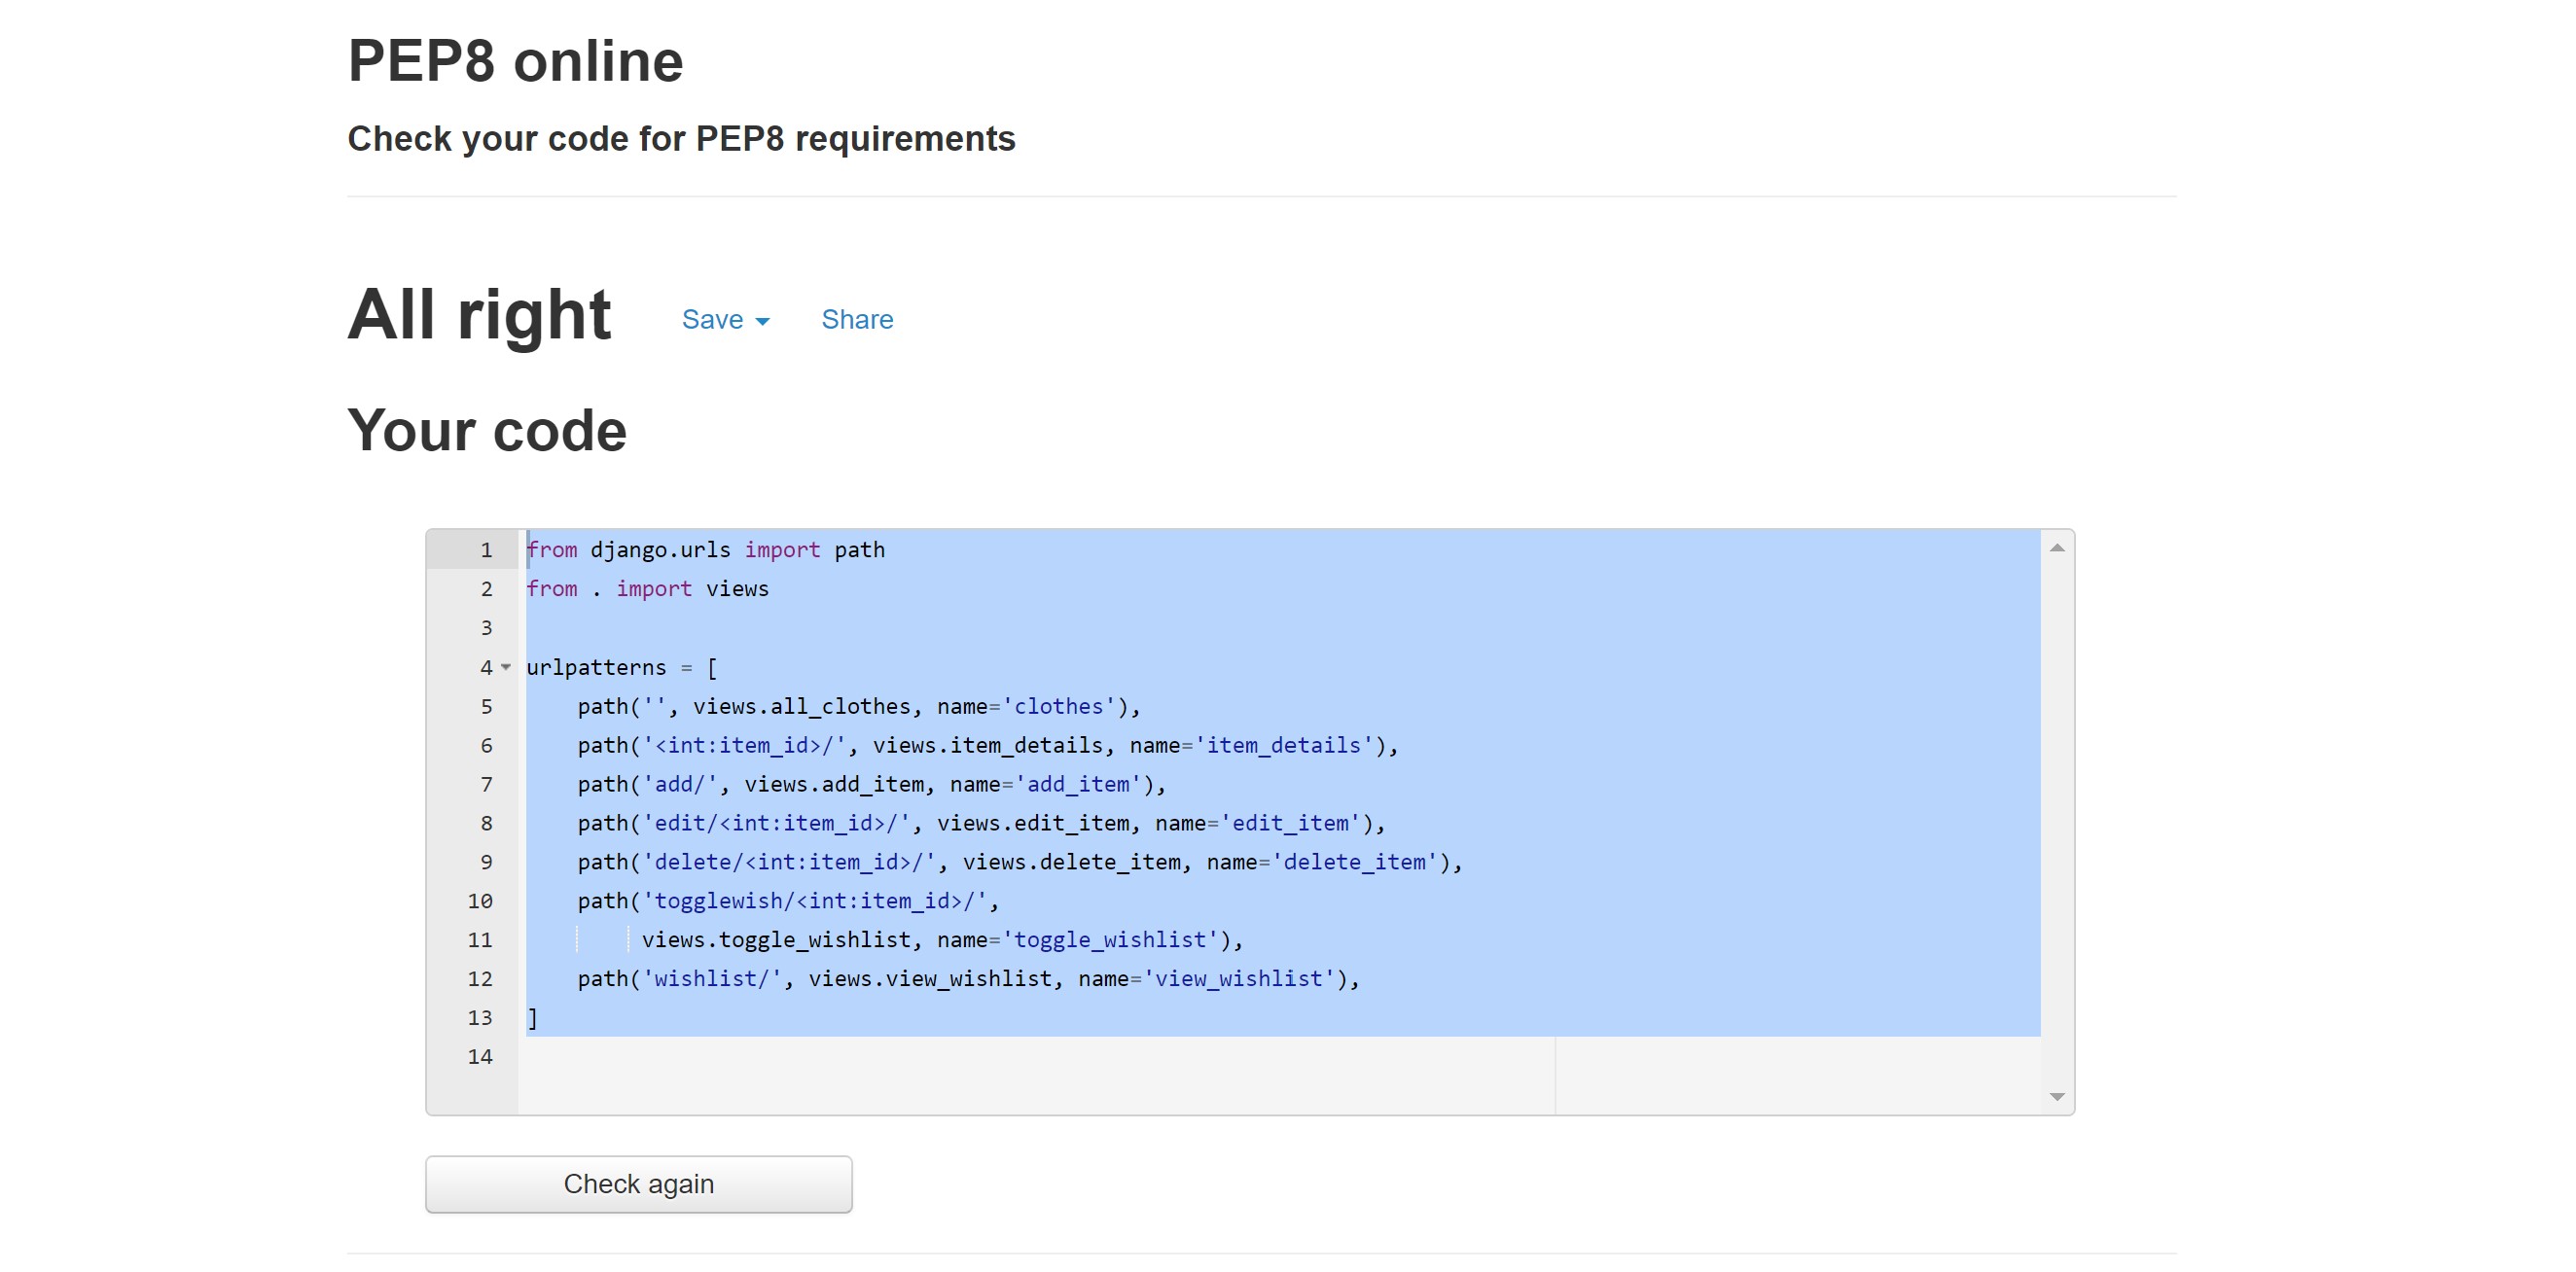 PEP8 online
Check your code for PEP8 requirements
All right Save Share
Your code
1 from django.urls import path
2 from . import views
3
4 urlpatterns = [
5     path('', views.all_clothes, name='clothes'),
6     path('<int:item_id>/', views.item_details, name='item_details'),
7     path('add/', views.add_item, name='add_item'),
8     path('edit/<int:item_id>/', views.edit_item, name='edit_item'),
9     path('delete/<int:item_id>/', views.delete_item, name='delete_item'),
10     path('togglewish/<int:item_id>/',
11          views.toggle_wishlist, name='toggle_wishlist'),
12     path('wishlist/', views.view_wishlist, name='view_wishlist'),
13 ]
14
Check again